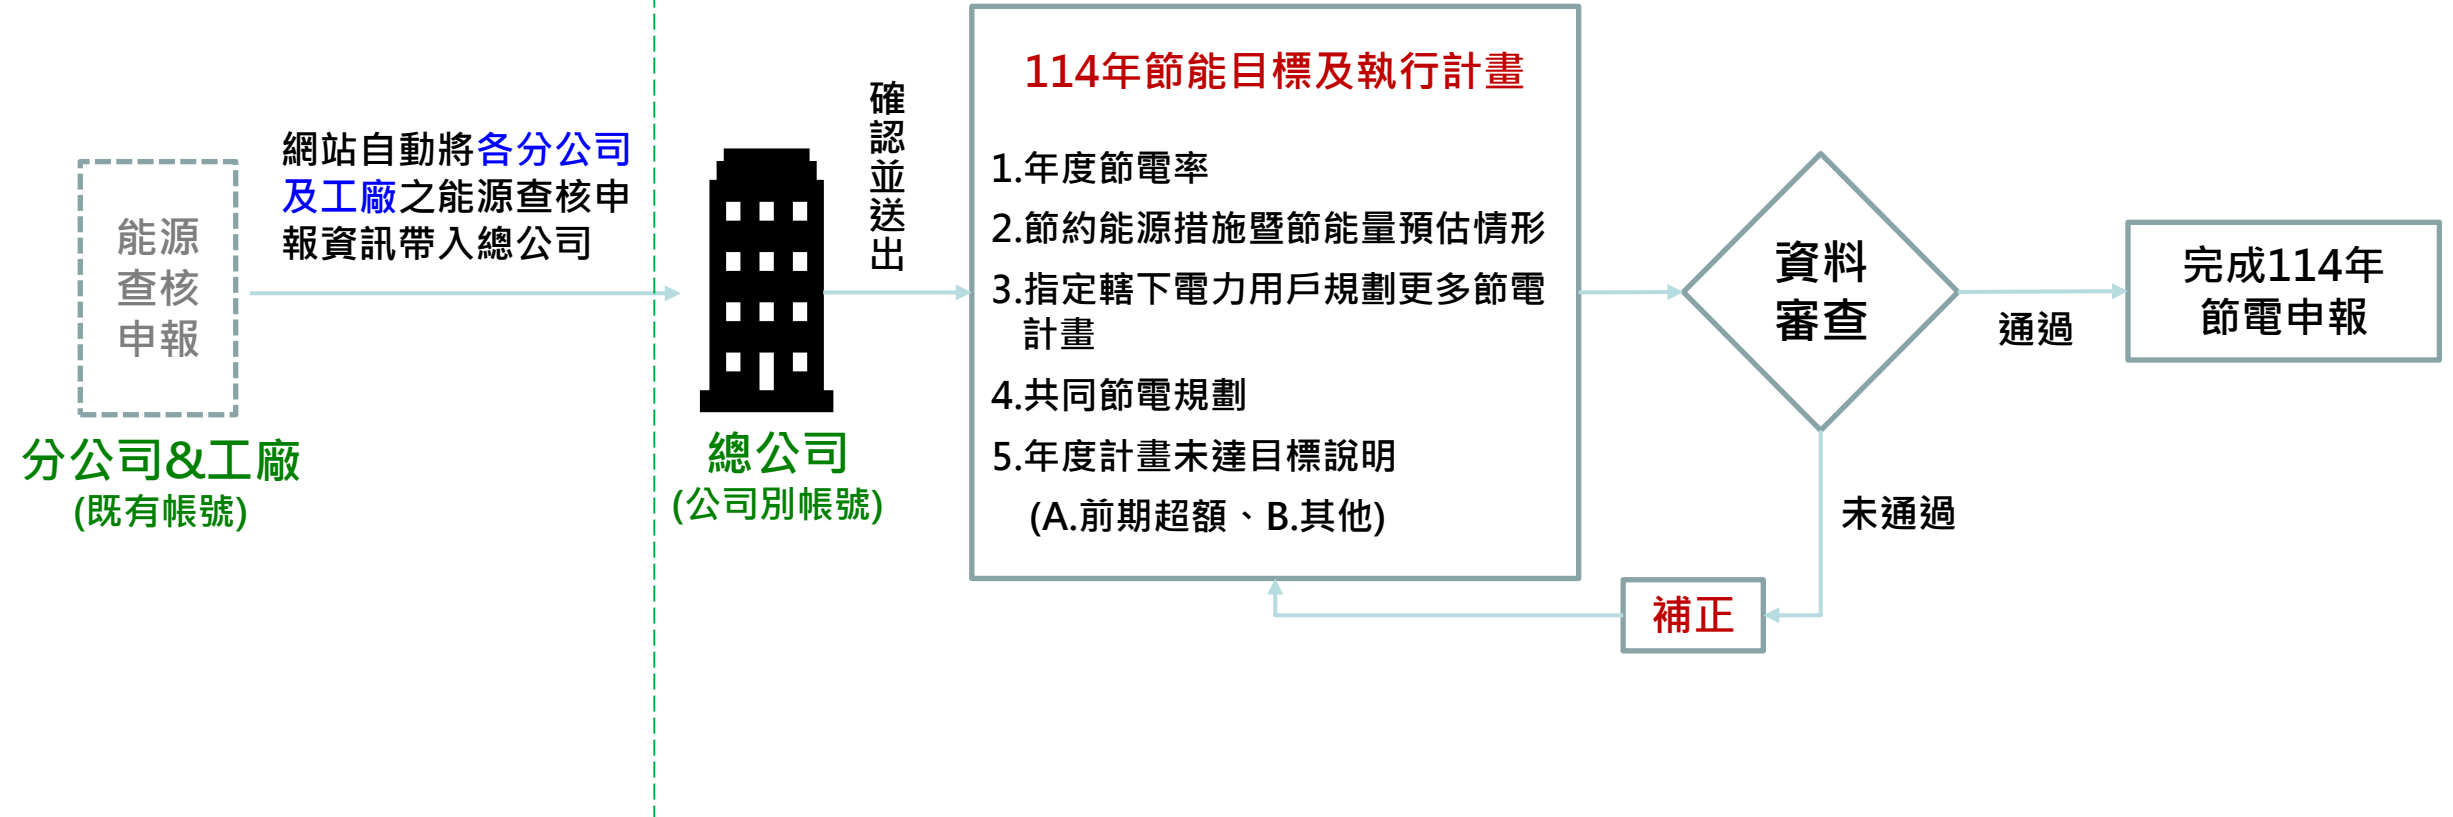 能源
查核
申報
分公司&工廠
(既有帳號)
網站自動將各分公司
及工廠之能源查核申
報資訊帶入總公司
總公司
(公司別帳號)
確認並送出
114年節能目標及執行計畫
1.年度節電率
2.節約能源措施暨節能量預估情形
3.指定轄下電力用戶規劃更多節電
計畫
4.共同節電規劃
5.年度計畫未達目標說明
(A.前期超額、B.其他)
資料
審查
通過
完成114年
節電申報
未通過
補正